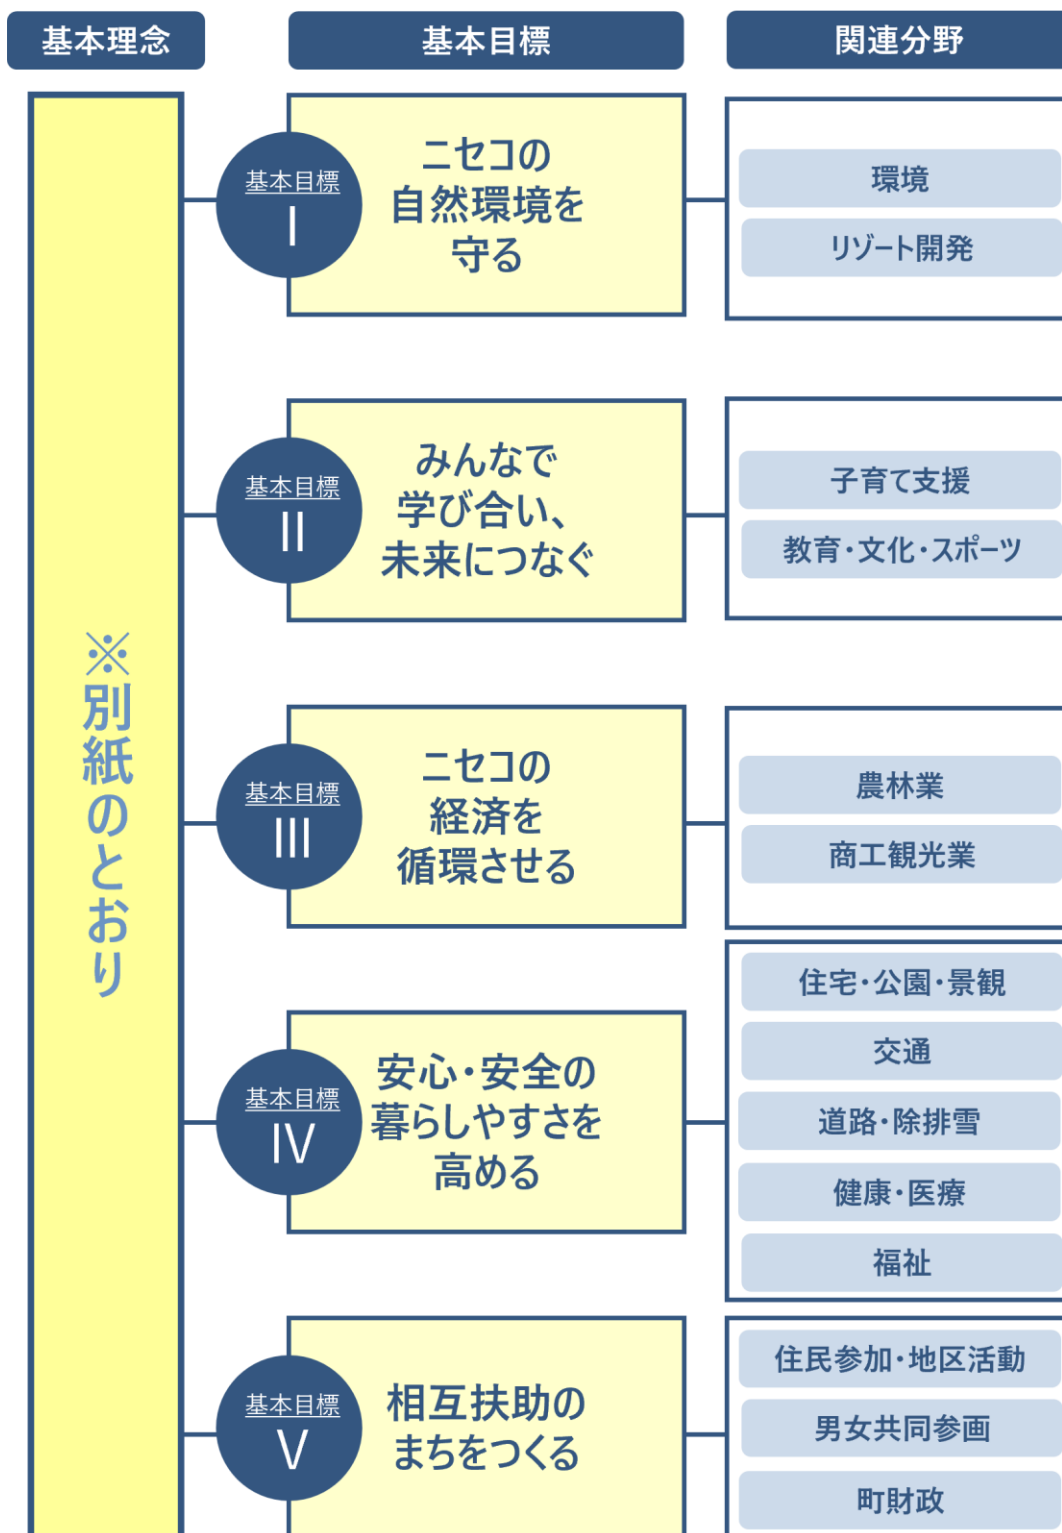 基本理念
基本目標
関連分野
※別紙のとおり
基本目標
I
ニセコの
自然環境を
守る
環境
リゾート開発
基本目標
II
みんなで
学び合い、
未来につなぐ
子育て支援
教育・文化・スポーツ
基本目標
III
ニセコの
経済を
循環させる
農林業
商工観光業
基本目標
IV
安心・安全の
暮らしやすさを
高める
住宅・公園・景観
交通
道路・除排雪
健康・医療
福祉
基本目標
V
相互扶助の
まちをつくる
住民参加・地区活動
男女共同参画
町財政